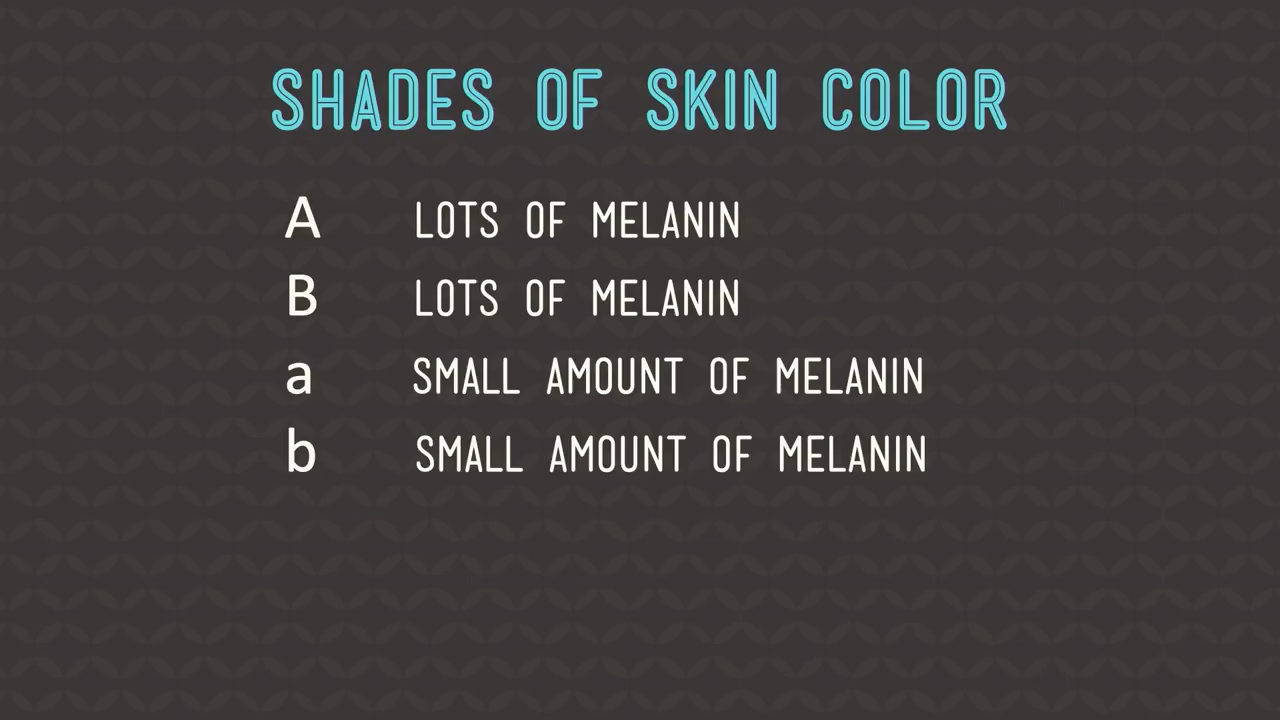 SHADES OF SKIN COLOR
A LOTS OF MELANIN
B LOTS OF MELANIN
a SMALL AMOUNT OF MELANIN
b SMALL AMOUNT OF MELANIN